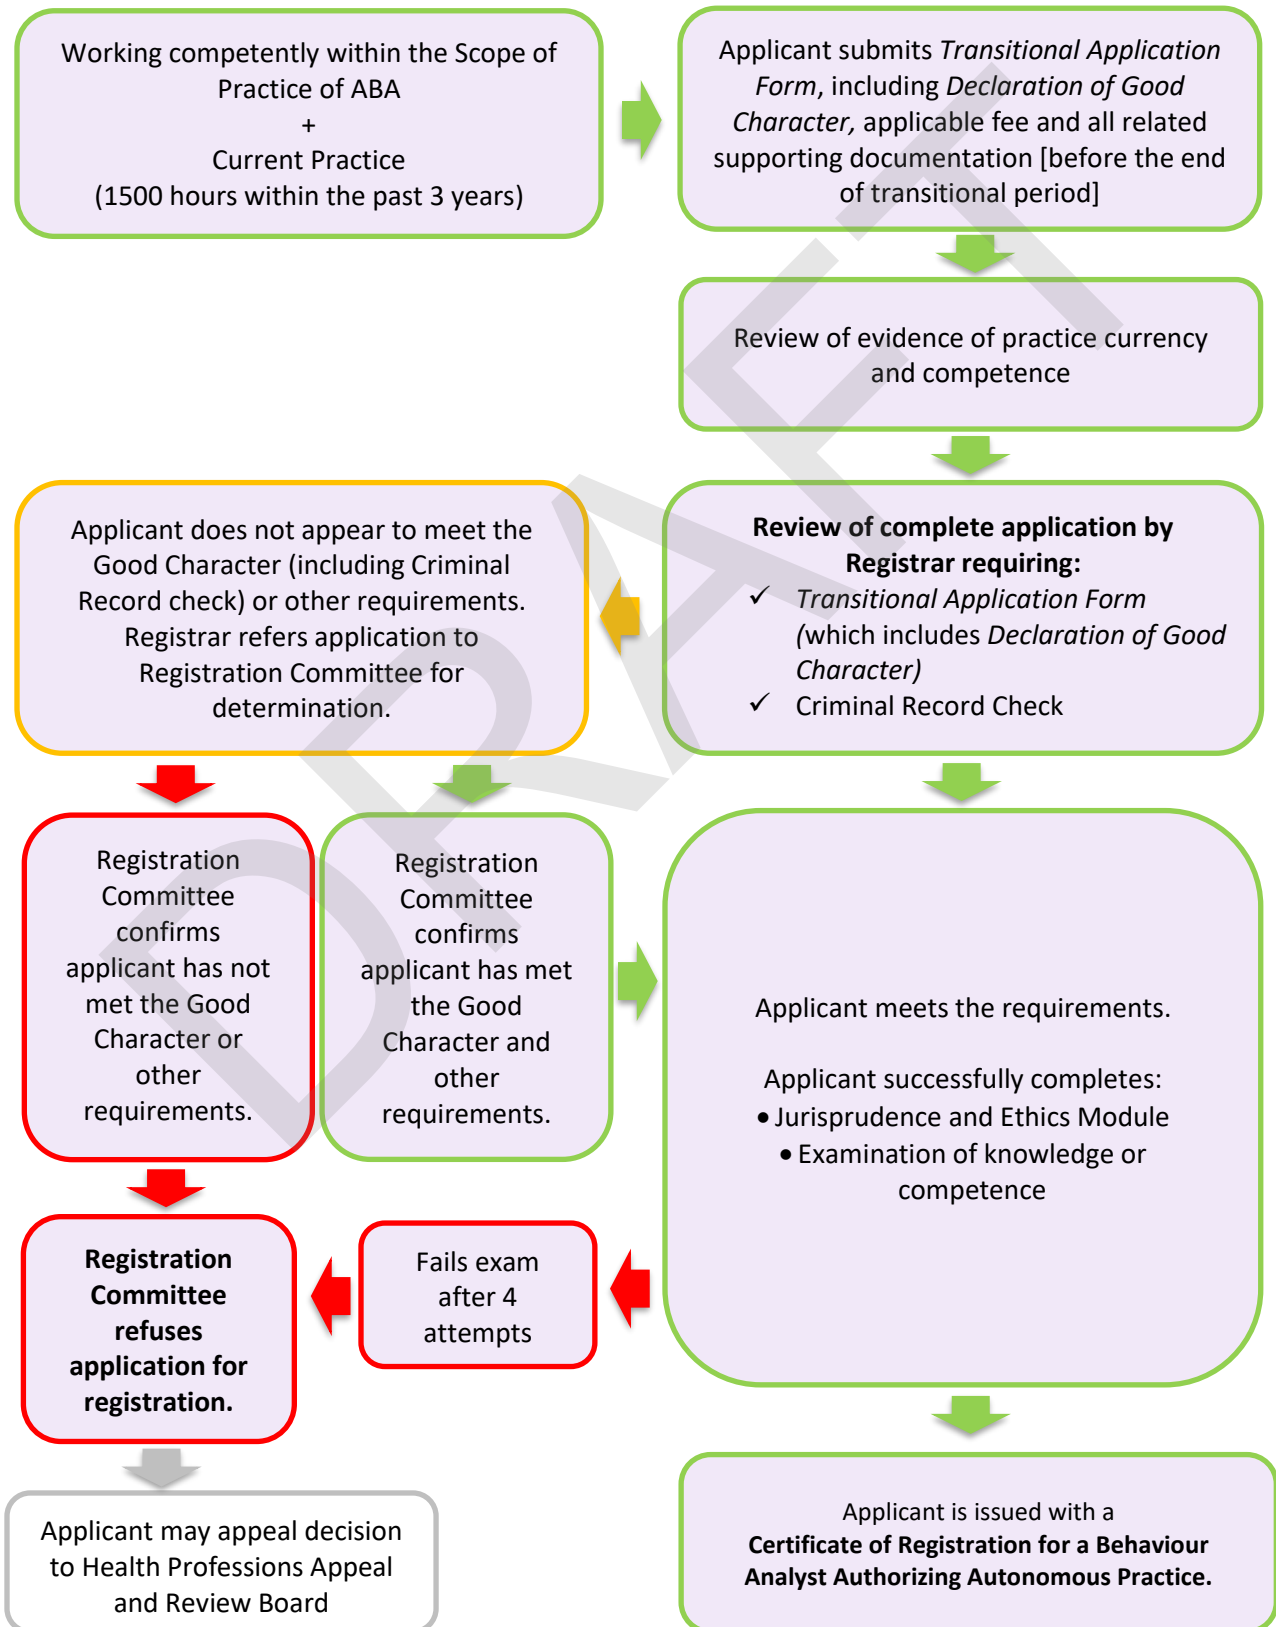 Working competently within the Scope of
Practice of ABA
+
Current Practice
(1500 hours within the past 3 years)
Applicant submits Transitional Application
Form, including Declaration of Good
Character, applicable fee and all related
supporting documentation [before the end
of transitional period]
Review of evidence of practice currency
and competence
Review of complete application by
Registrar requiring:
✓ Transitional Application Form
(which includes Declaration of Good
Character)
✓ Criminal Record Check
Applicant does not appear to meet the
Good Character (including Criminal
Record check) or other requirements.
Registrar refers application to
Registration Committee for
determination.
Registration
Committee
confirms
applicant has not
met the Good
Character or
other
requirements.
Registration
Committee
confirms
applicant has met
the Good
Character and
other
requirements.
Applicant meets the requirements.
Applicant successfully completes:
• Jurisprudence and Ethics Module
• Examination of knowledge or
competence
Fails exam
after 4
attempts
Registration
Committee
refuses
application for
registration.
Applicant may appeal decision
to Health Professions Appeal
and Review Board
Applicant is issued with a
Certificate of Registration for a Behaviour
Analyst Authorizing Autonomous Practice.
DRAFT